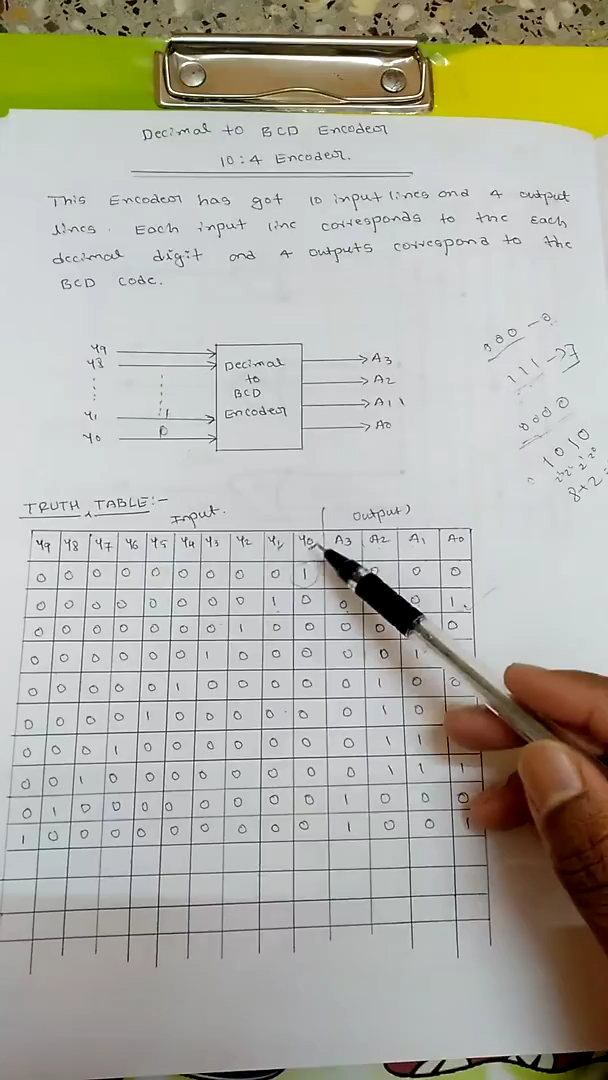 Decimal to BCD Encoder
10:4 Encoder.
This Encoder has got 10 input lines and 4 output
lines. Each input line corresponds to the Each
decimal digit and 4 outputs correspond to the
BCD code.
Y9
Y8
Y1
Y0
1
0
Decimal
to
BCD
Encoder
A3
A2
A1
A0
000 - 0
111 → 7
0000
1010
8+2
TRUTH TABLE:-
Input.
(Output)
Y9 Y8 Y7 Y6 Y5 Y4 Y3 Y2 Y1 Y0 A3 A2 A1 A0
0 0 0 0 0 0 0 0 0 1 0 0 0
0 0 0 0 0 0 0 0 1 0 0 0 1
0 0 0 0 0 0 0 1 0 0 0 0 0
0 0 0 0 0 0 1 0 0 0 0 0 1
0 0 0 0 0 1 0 0 0 0 0 1 0 0
0 0 0 0 1 0 0 0 0 0 0 1 0
0 0 0 1 0 0 0 0 0 0 0 1 1
0 0 1 0 0 0 0 0 0 0 0 1 1 1
0 1 0 0 0 0 0 0 0 0 1 0 0 0
1 0 0 0 0 0 0 0 0 0 1 0 0 1